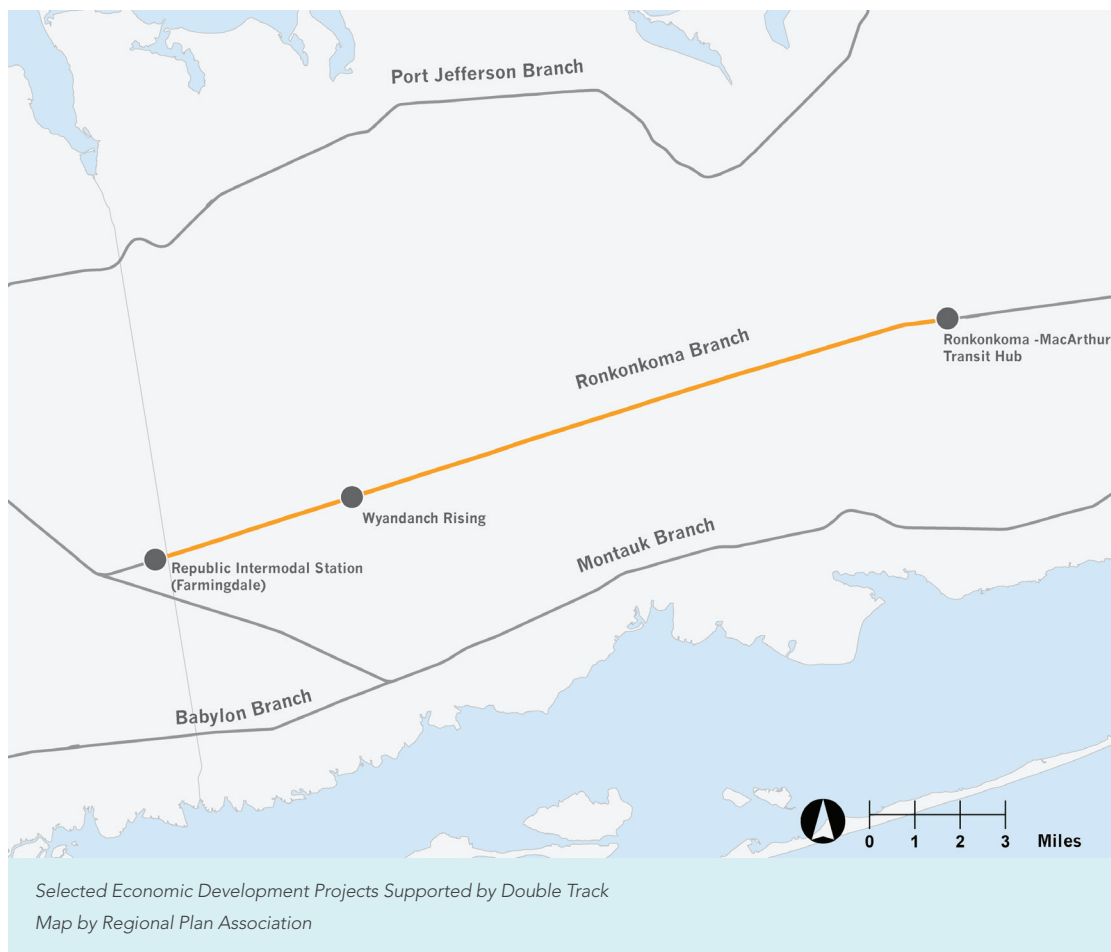 Port Jefferson Branch
Ronkonkoma Branch
Ronkonkoma -MacArthur
Transit Hub
Wyandanch Rising
Montauk Branch
Republic Intermodal Station
(Farmingdale)
Babylon Branch
0 1 2 3 Miles
Selected Economic Development Projects Supported by Double Track
Map by Regional Plan Association